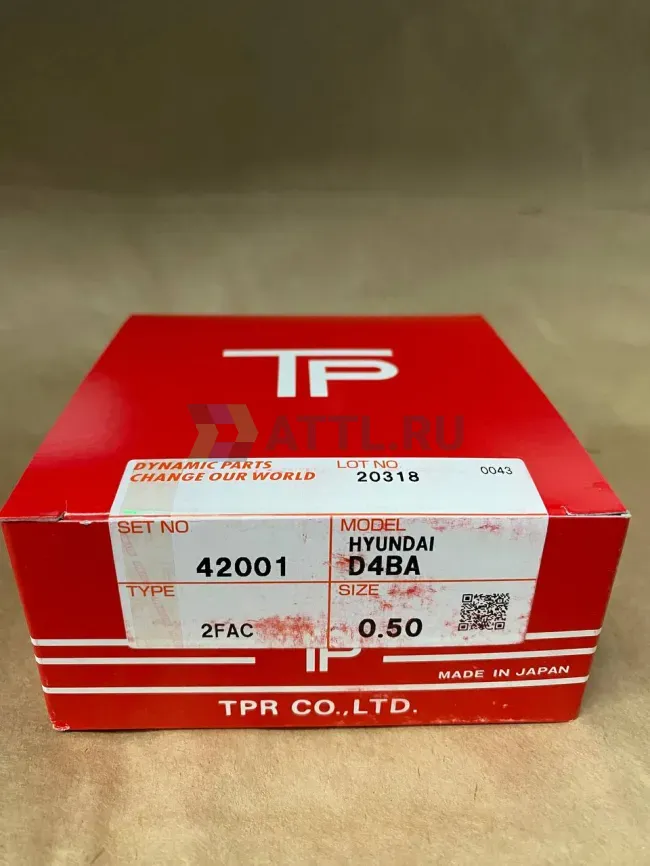 TP
ATTL.RU
DYNAMIC PARTS
CHANGE OUR WORLD
LOT NO.
20318
0043
SET NO
42001
MODEL
HYUNDAI
D4BA
TYPE
2FAC
SIZE
0.50
TP
MADE IN JAPAN
TPR CO.,LTD.